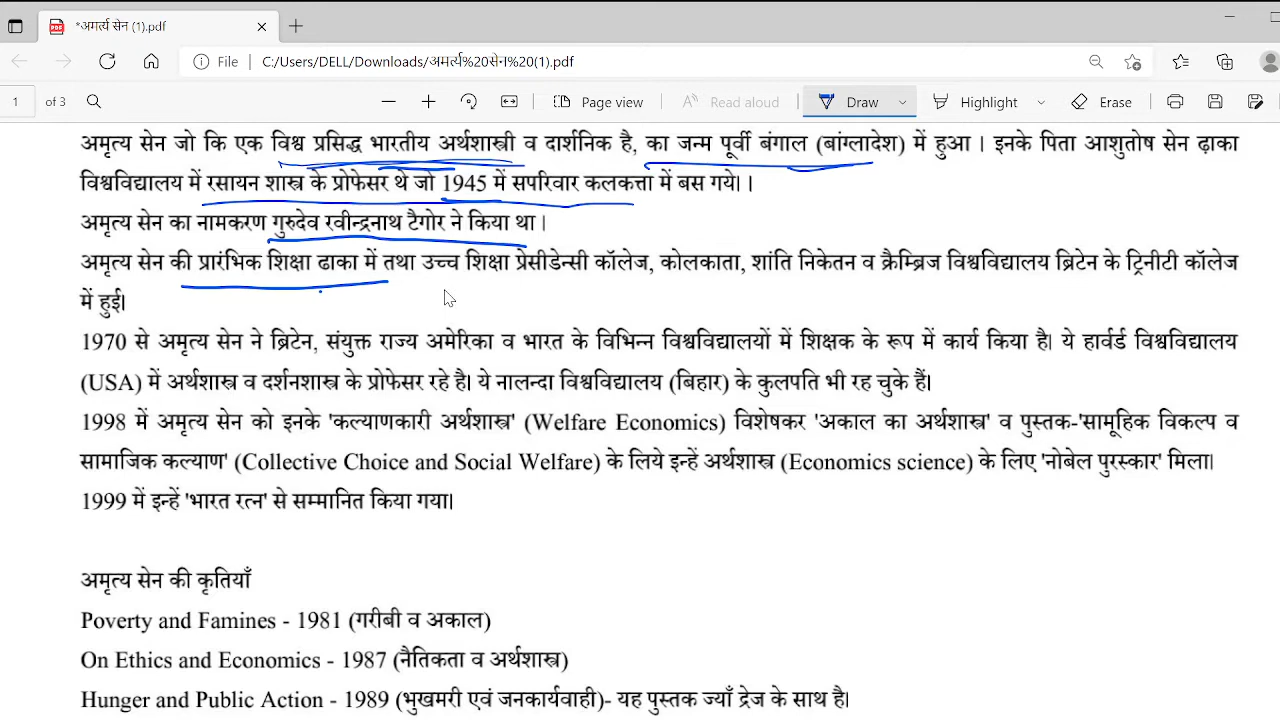 *अमर्त्य सेन (1).pdf
File C:/Users/DELL/Downloads/अमर्त्य%20सेन%20(1).pdf
1 of 3 Page view Read aloud Draw Highlight Erase
अमृत्य सेन जो कि एक विश्व प्रसिद्ध भारतीय अर्थशास्त्री व दार्शनिक है, का जन्म पूर्वी बंगाल (बांग्लादेश) में हुआ । इनके पिता आशुतोष सेन ढ़ाका
विश्वविद्यालय में रसायन शास्त्र के प्रोफेसर थे जो 1945 में सपरिवार कलकत्ता में बस गये।।
अमृत्य सेन का नामकरण गुरुदेव रवीन्द्रनाथ टैगोर ने किया था ।
अमृत्य सेन की प्रारंभिक शिक्षा ढाका में तथा उच्च शिक्षा प्रेसीडेन्सी कॉलेज, कोलकाता, शांति निकेतन व क्रैम्ब्रिज विश्वविद्यालय ब्रिटेन के ट्रिनीटी कॉलेज
में हुई।
1970 से अमृत्य सेन ने ब्रिटेन, संयुक्त राज्य अमेरिका व भारत के विभिन्न विश्वविद्यालयों में शिक्षक के रूप में कार्य किया है। ये हार्वर्ड विश्वविद्यालय
(USA) में अर्थशास्त्र व दर्शनशास्त्र के प्रोफेसर रहे है। ये नालन्दा विश्वविद्यालय (बिहार) के कुलपति भी रह चुके हैं।
1998 में अमृत्य सेन को इनके 'कल्याणकारी अर्थशास्त्र' (Welfare Economics) विशेषकर 'अकाल का अर्थशास्त्र' व पुस्तक-'सामूहिक विकल्प व
सामाजिक कल्याण' (Collective Choice and Social Welfare) के लिये इन्हें अर्थशास्त्र (Economics science) के लिए 'नोबेल पुरस्कार' मिला।
1999 में इन्हें 'भारत रत्न' से सम्मानित किया गया।
अमृत्य सेन की कृतियाँ
Poverty and Famines - 1981 (गरीबी व अकाल)
On Ethics and Economics - 1987 (नैतिकता व अर्थशास्त्र)
Hunger and Public Action - 1989 (भुखमरी एवं जनकार्यवाही)- यह पुस्तक ज्याँ द्रेज के साथ है।